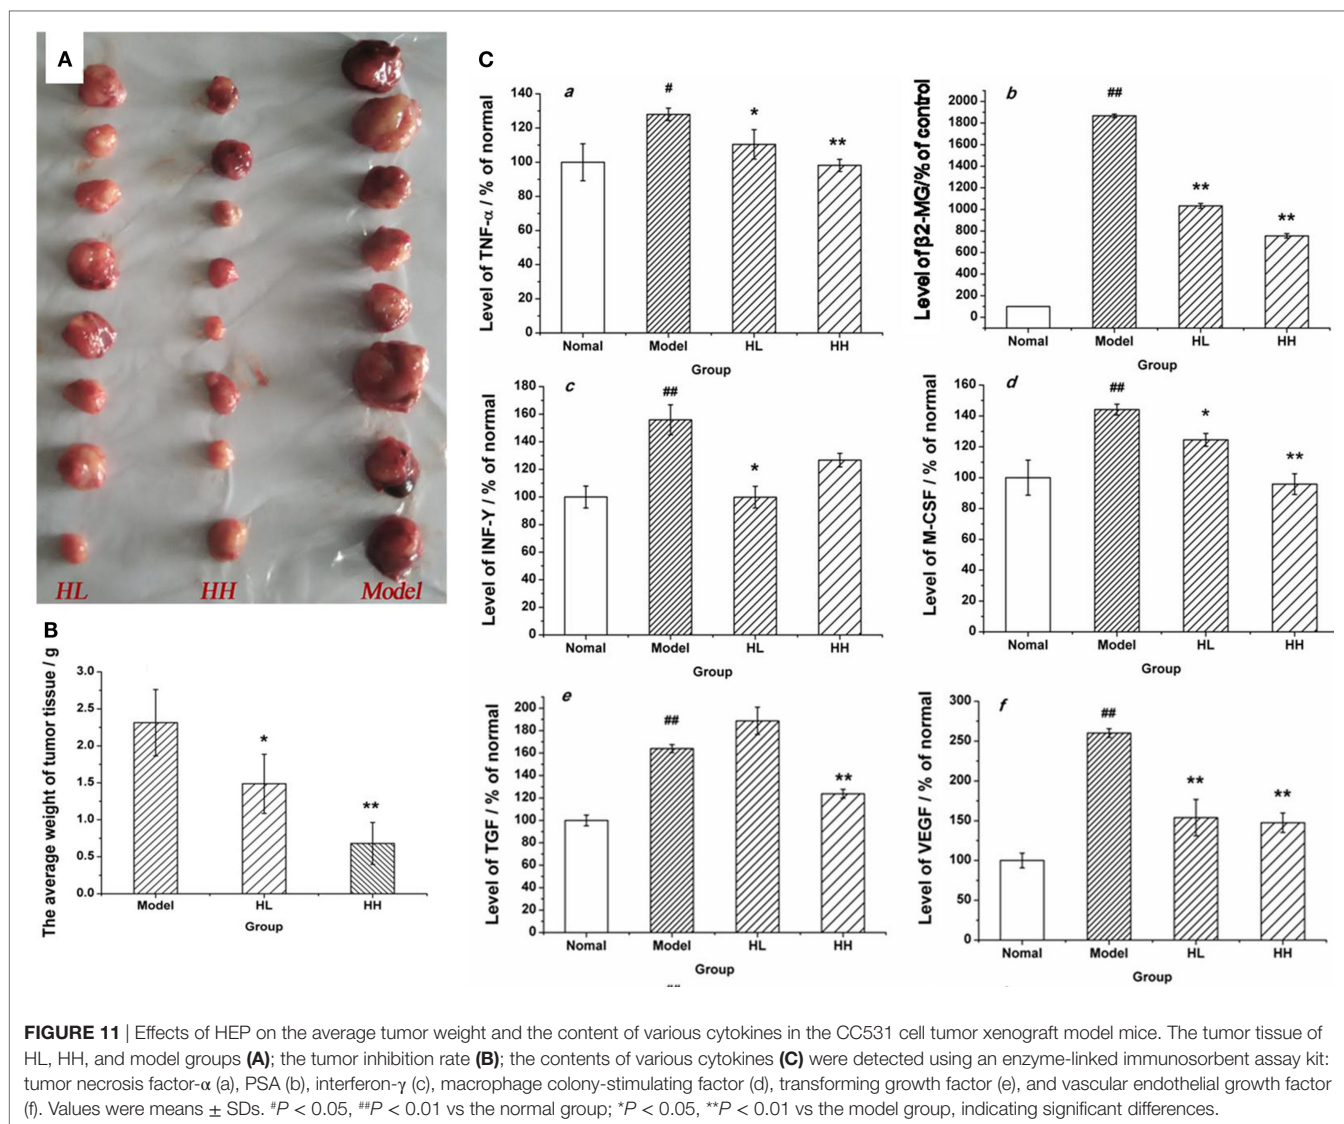 A
HL HH Model
B
The average weight of tumor tissue / g
3.0
2.5
2.0
1.5
1.0
0.5
0.0
*
**
Model HL HH
Group
C
a
Level of TNF-α / % of normal
140
120
100
80
60
40
20
0
#
*
**
Nomal Model HL HH
Group
b
Level of β2-MG/% of control
2000
1800
1600
1400
1200
1000
800
600
400
200
0
##
**
**
Nomal Model HL HH
Group
c
Level of INF-Y / % of normal
180
160
140
120
100
80
60
40
20
0
##
*
Nomal Model HL HH
Group
d
Level of M-CSF / % of normal
160
140
120
100
80
60
40
20
0
##
*
**
Nomal Model HL HH
Group
e
Level of TGF / % of normal
200
180
160
140
120
100
80
60
40
20
0
##
**
Nomal Model HL HH
Group
f
Level of VEGF / % of normal
300
250
200
150
100
50
0
##
**
**
Nomal Model HL HH
Group
FIGURE 11 | Effects of HEP on the average tumor weight and the content of various cytokines in the CC531 cell tumor xenograft model mice. The tumor tissue of
HL, HH, and model groups (A); the tumor inhibition rate (B); the contents of various cytokines (C) were detected using an enzyme-linked immunosorbent assay kit:
tumor necrosis factor-α (a), PSA (b), interferon-γ (c), macrophage colony-stimulating factor (d), transforming growth factor (e), and vascular endothelial growth factor
(f). Values were means ± SDs. #P < 0.05, ##P < 0.01 vs the normal group; *P < 0.05, **P < 0.01 vs the model group, indicating significant differences.